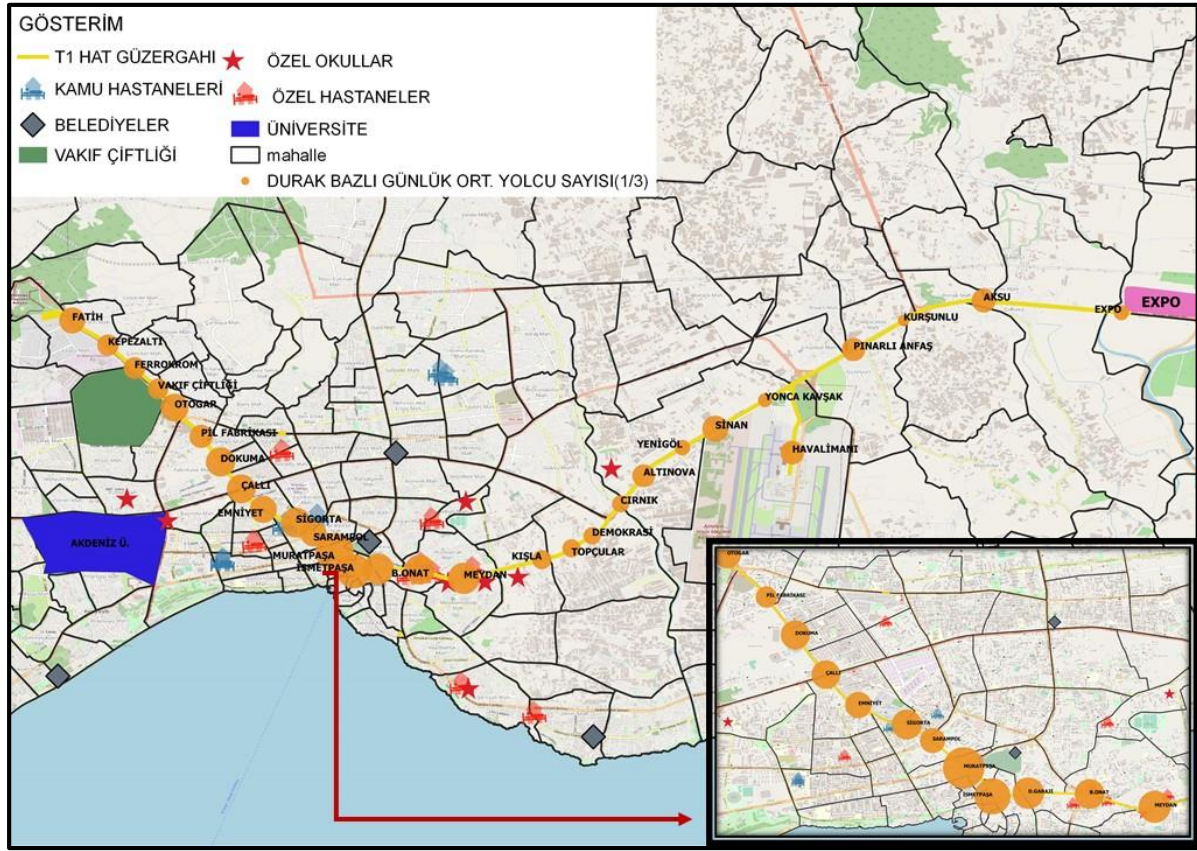 GÖSTERİM
T1 HAT GÜZERGAHI
ÖZEL OKULLAR
KAMU HASTANELERİ
ÖZEL HASTANELER
BELEDİYELER
ÜNİVERSİTE
VAKIF ÇİFTLİĞİ
mahalle
DURAK BAZLI GÜNLÜK ORT. YOLCU SAYISI(1/3)
FATİH
KEPEZALTI
FERROKROM
VAKIF ÇİFTLİĞİ
OTOGAR
PİL FABRİKASI
DOKUMA
ÇALLI
EMNİYET
SİGORTA
SARAMPOL
MURATPAŞA
İSMETPAŞA
B.ONAT
MEYDAN
KIŞLA
TOPÇULAR
DEMOKRASİ
CIRNIK
ALTINOVA
YENİGÖL
SİNAN
YONCA KAVŞAK
HAVALİMANI
PINARLI ANFAŞ
KURŞUNLU
AKSU
EXPO
EXPO
AKDENİZ Ü.
OTOGAR
PİL FABRİKASI
DOKUMA
ÇALLI
EMNİYET
SİGORTA
SARAMPOL
MURATPAŞA
İSMETPAŞA
D.GARAJI
B.ONAT
MEYDAN